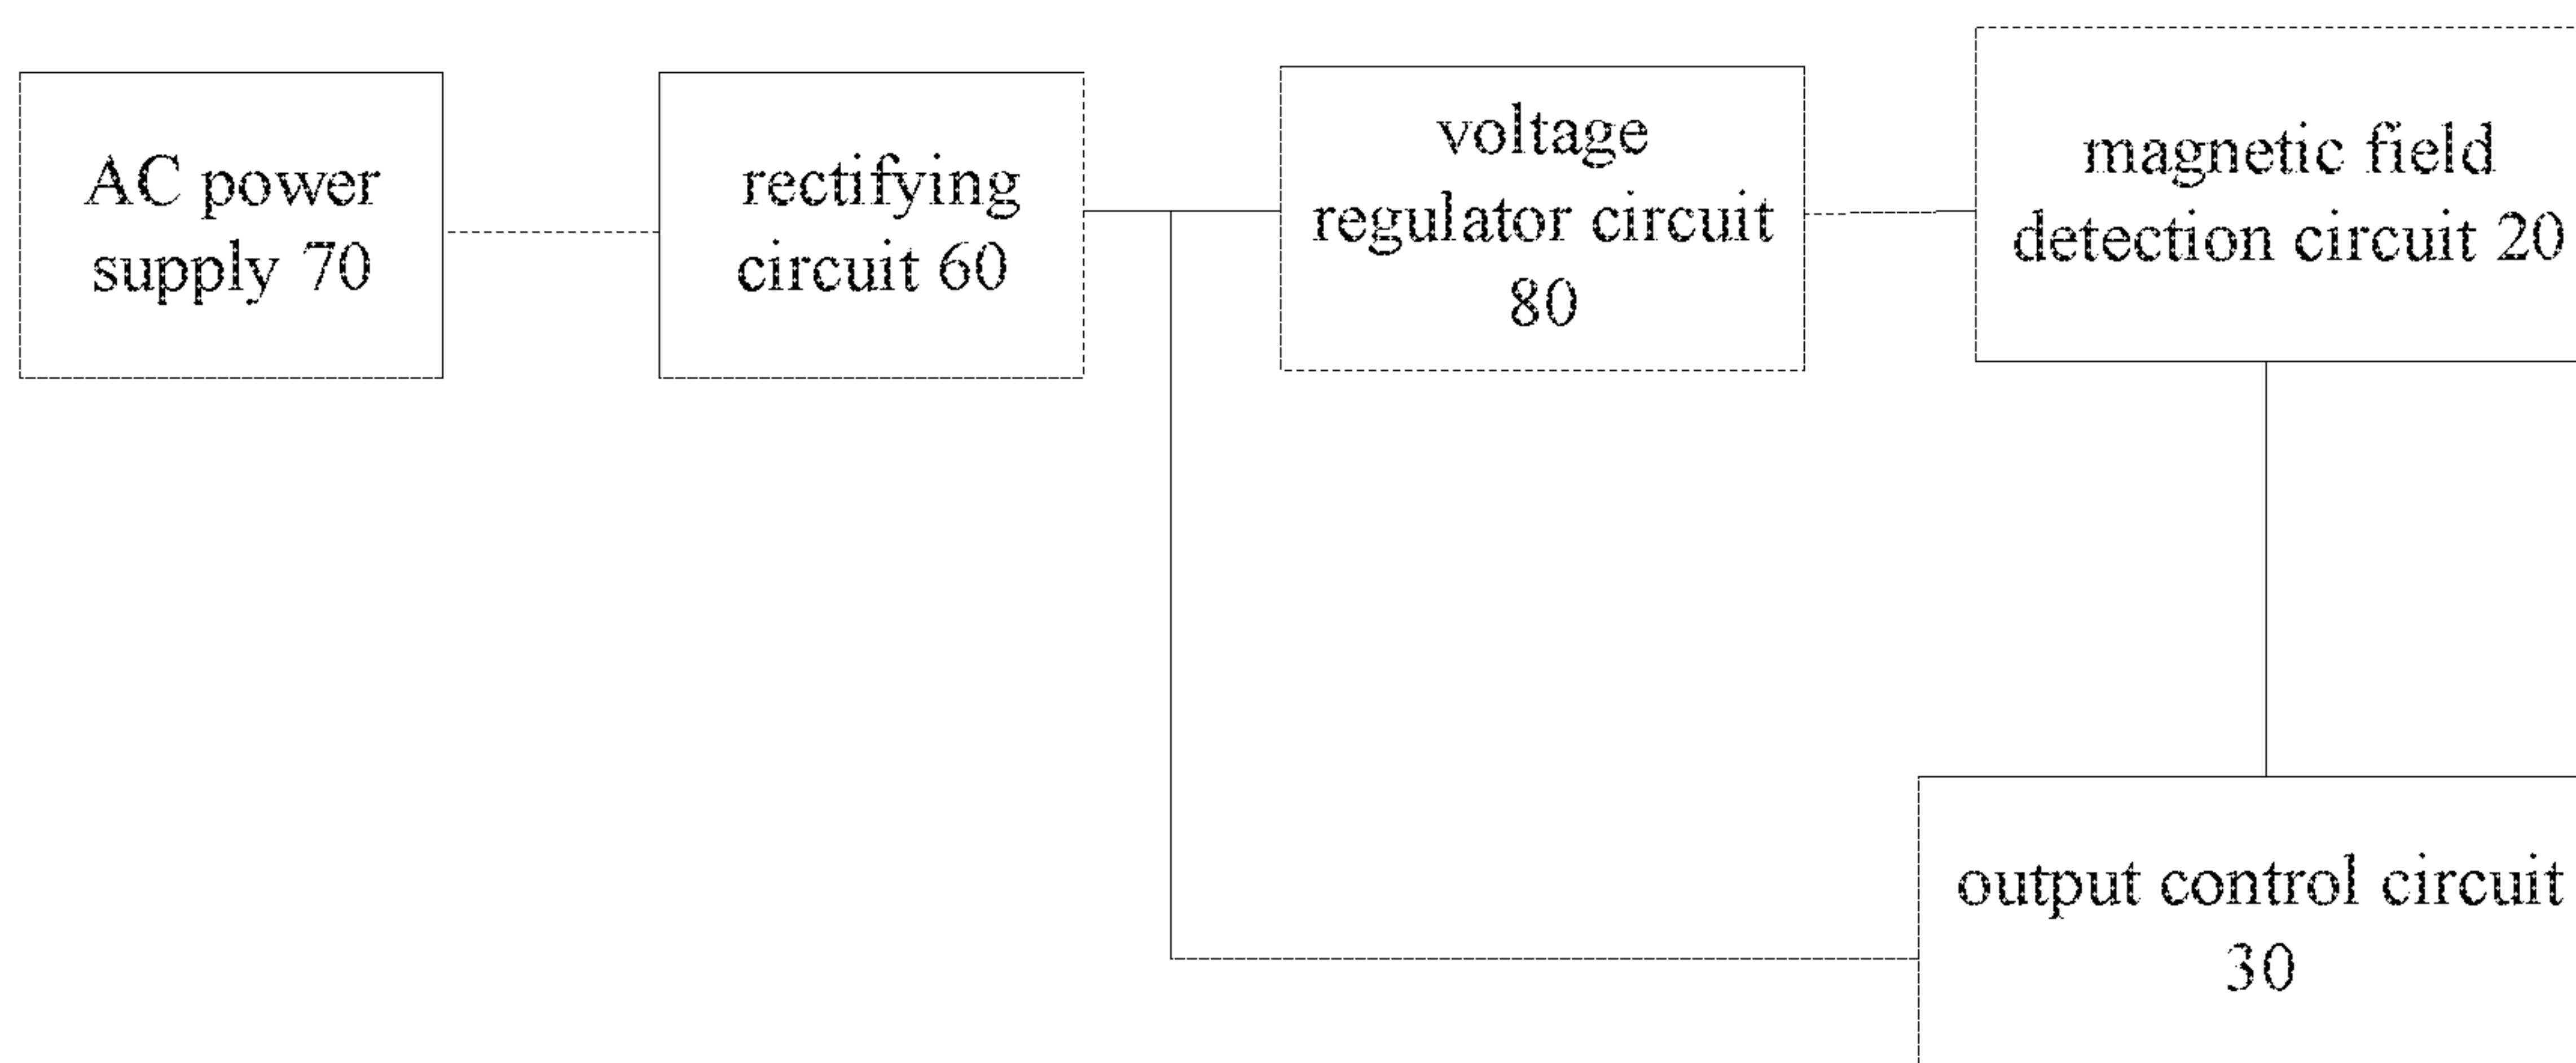 AC power
supply 70
rectifying
circuit 60
voltage
regulator circuit
80
magnetic field
detection circuit 20
output control circuit
30